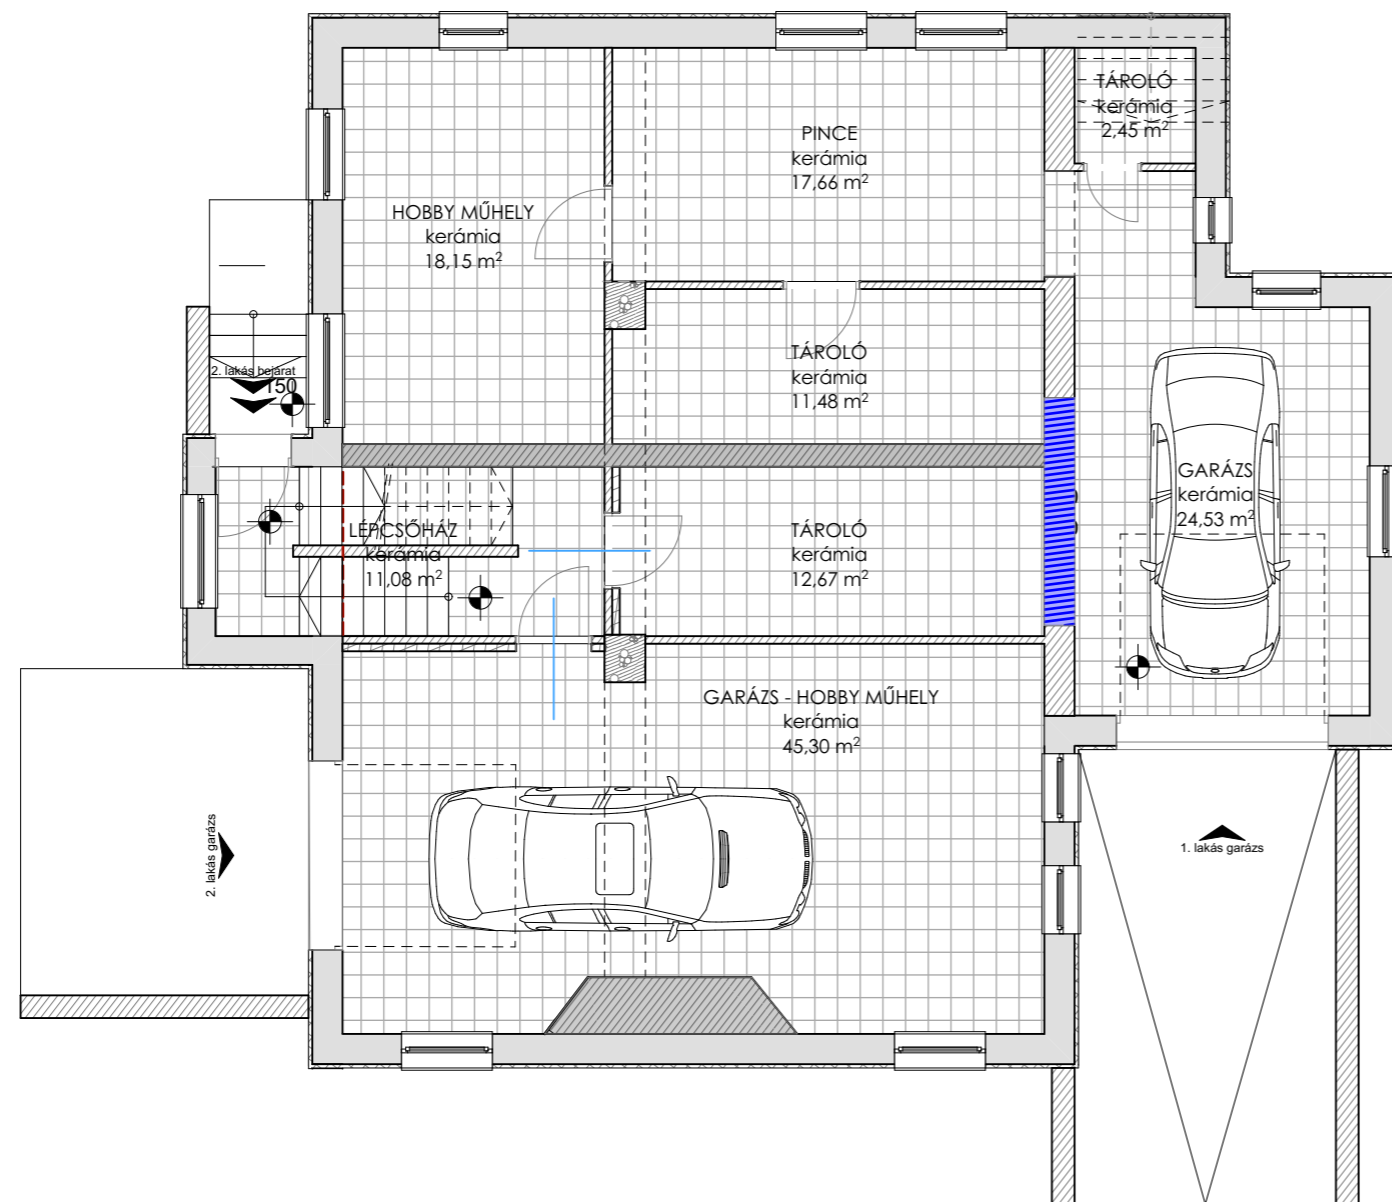 TÁROLÓ
kerámia
2,45 m²
PINCE
kerámia
17,66 m²
HOBBY MŰHELY
kerámia
18,15 m²
TÁROLÓ
kerámia
11,48 m²
2. lakás bejárat
150
GARÁZS
kerámia
24,53 m²
LÉPCSŐHÁZ
kerámia
11,08 m²
TÁROLÓ
kerámia
12,67 m²
GARÁZS - HOBBY MŰHELY
kerámia
45,30 m²
2. lakás garázs
1. lakás garázs